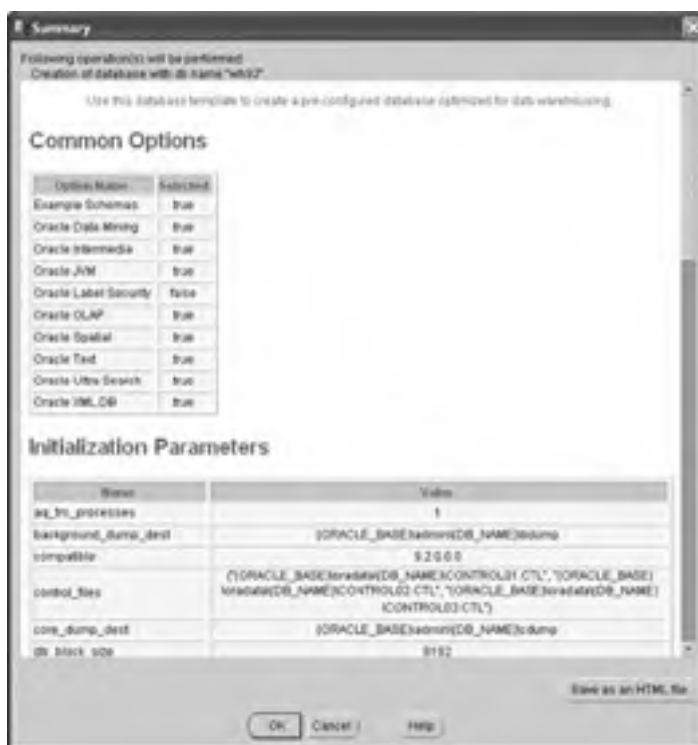 Summary
Following operation(s) will be performed
Creation of database with db name "wh92"
Use this database template to create a pre-configured database optimized for data warehousing.
Common Options
Option Name Selected
Example Schemas true
Oracle Data Mining true
Oracle Intermedia true
Oracle JVM true
Oracle Label Security false
Oracle OLAP true
Oracle Spatial true
Oracle Text true
Oracle Ultra Search true
Oracle XML DB true
Initialization Parameters
Name Value
aq_tm_processes 1
background_dump_dest {ORACLE_BASE}\admin\{DB_NAME}\bdump
compatible 9.2.0.0.0
control_files ("{ORACLE_BASE}\oradata\{DB_NAME}\CONTROL01.CTL", "{ORACLE_BASE}
\oradata\{DB_NAME}\CONTROL02.CTL", "{ORACLE_BASE}\oradata\{DB_NAME}
\CONTROL03.CTL")
core_dump_dest {ORACLE_BASE}\admin\{DB_NAME}\cdump
db_block_size 8192
Save as an HTML file
OK Cancel Help